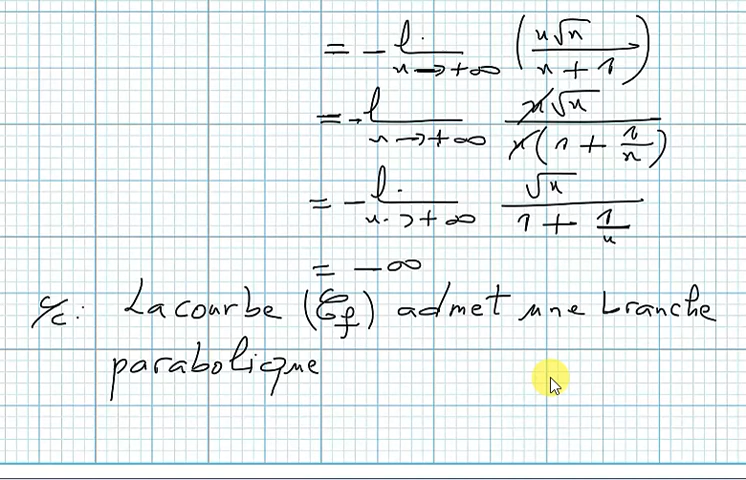 = - lim x→+∞ (x√x / x + 1)
= - lim x→+∞ x√x / x(1 + 1/x)
= - lim x→+∞ √x / 1 + 1/x
= -∞
%c: La courbe (𝒞f) admet une branche
parabolique